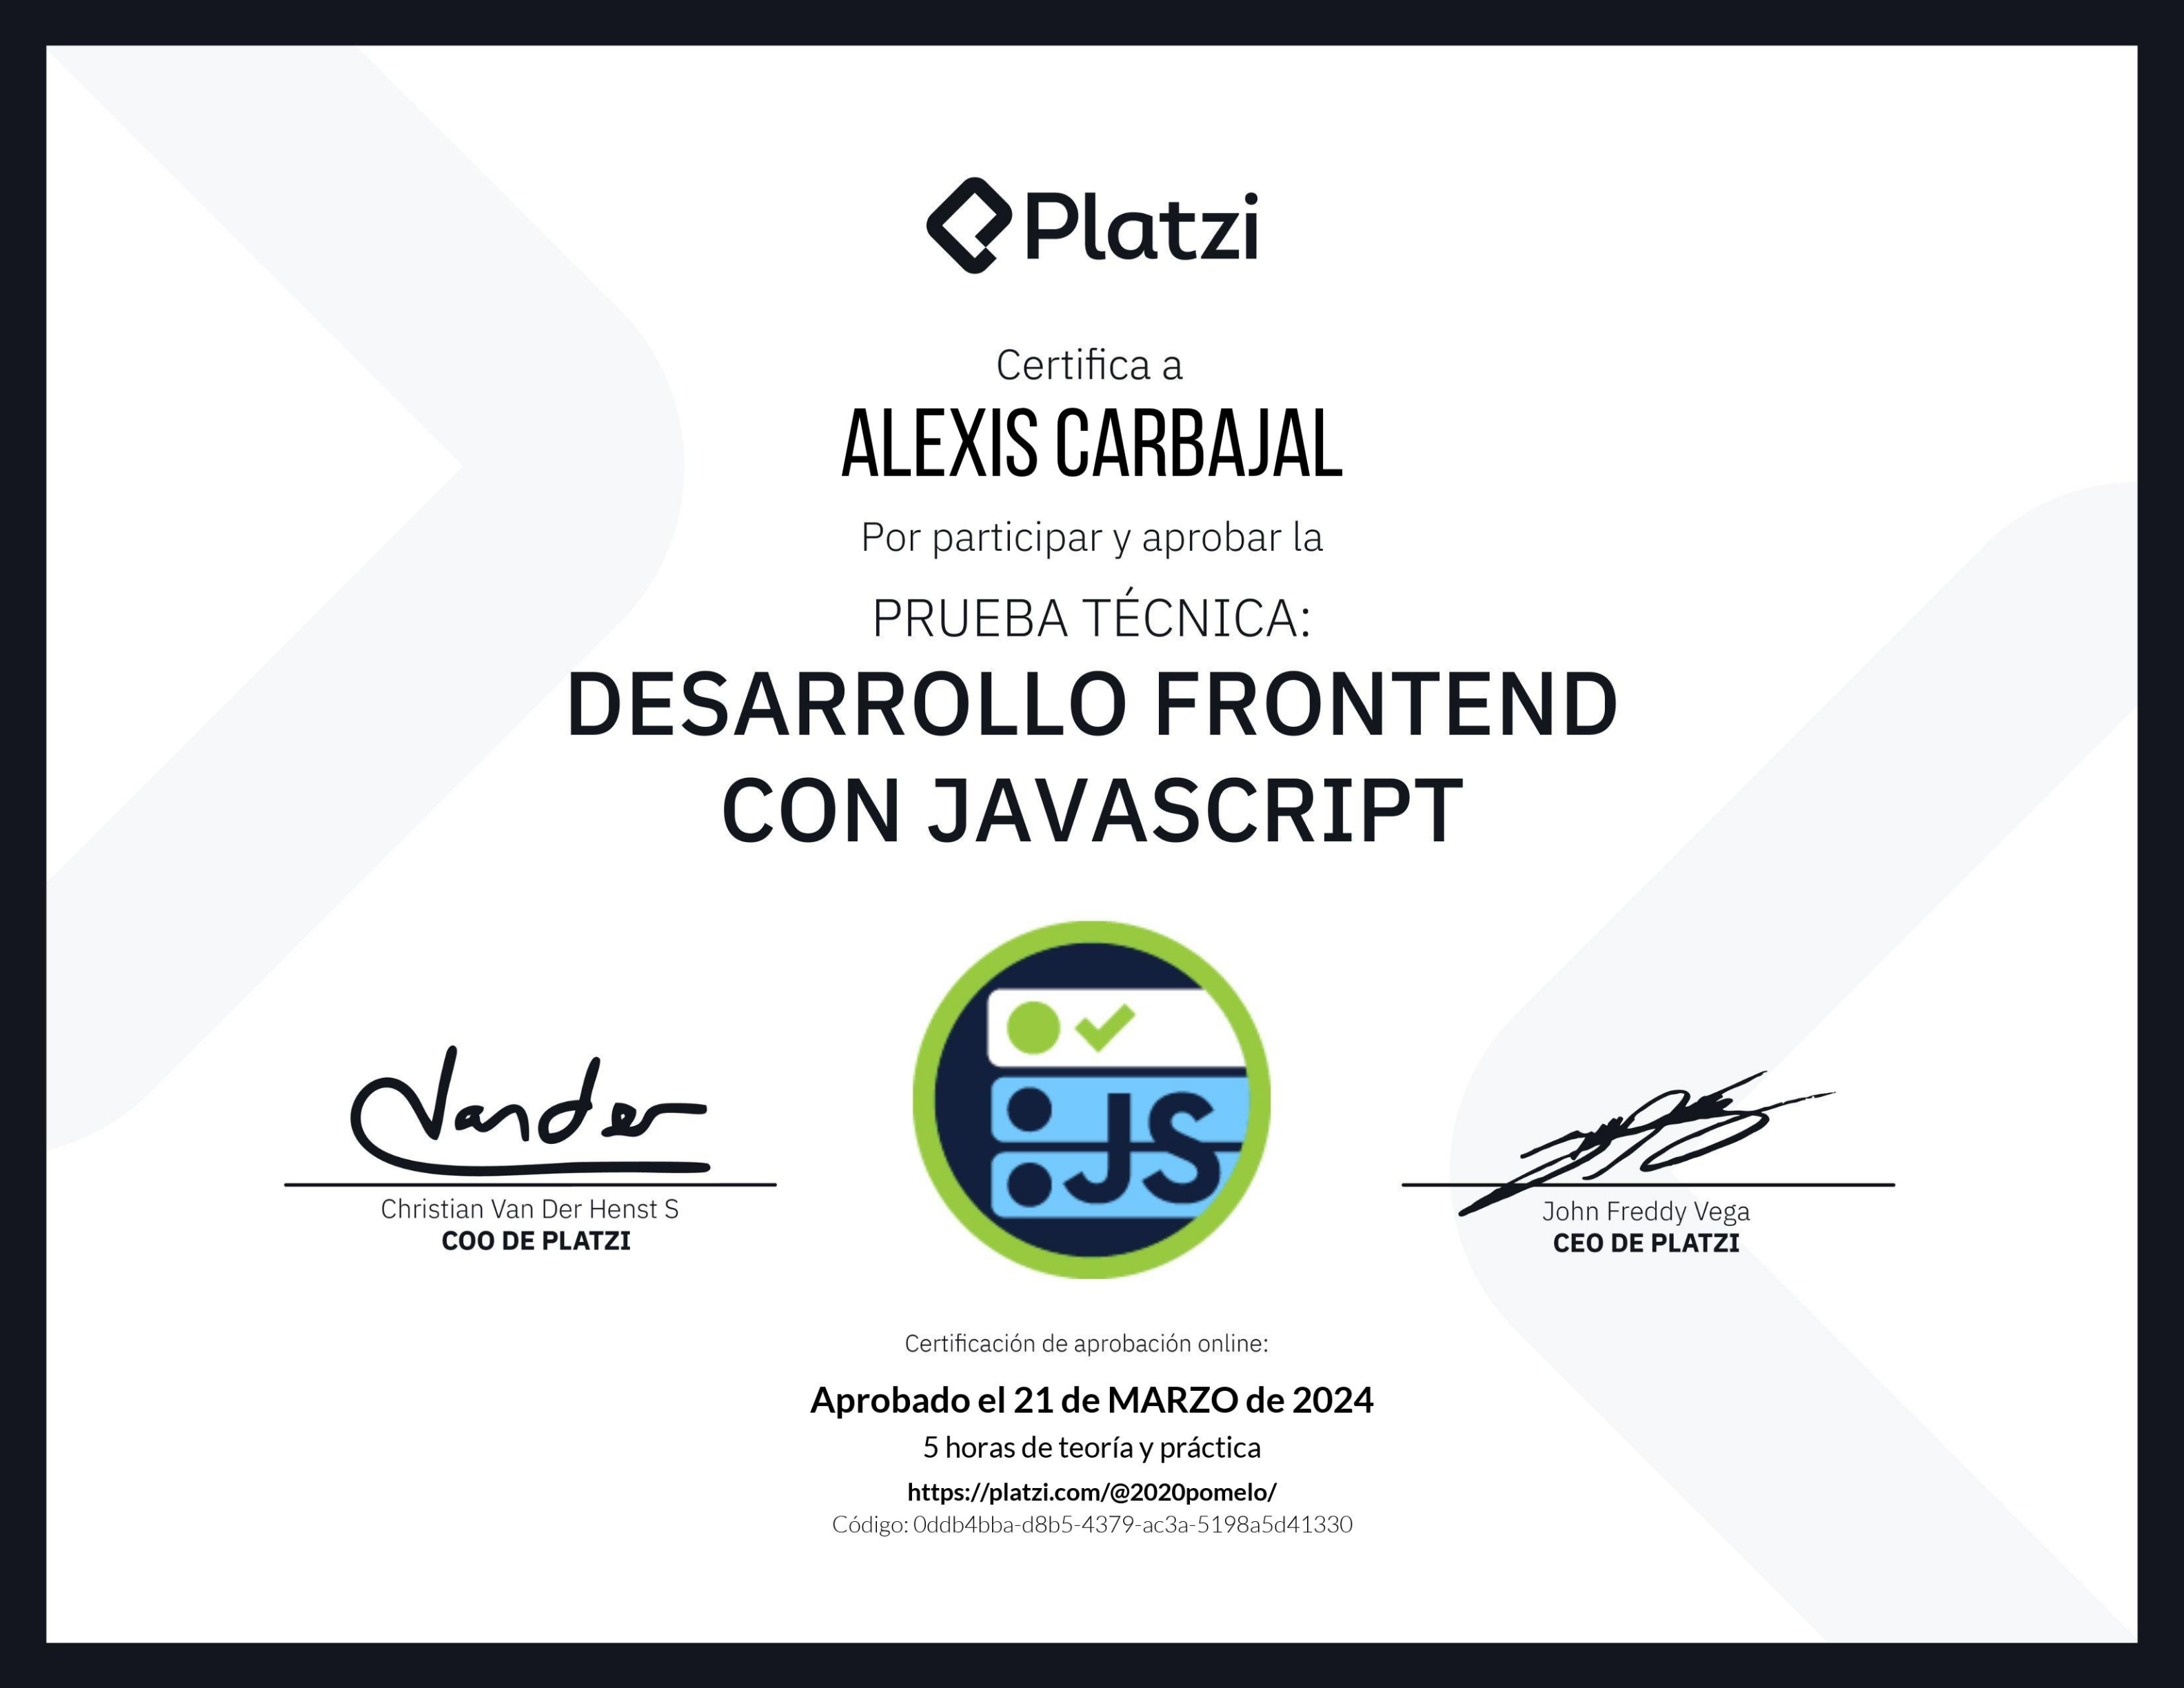 Platzi
Certifica a
ALEXIS CARBAJAL
Por participar y aprobar la
PRUEBA TÉCNICA:
DESARROLLO FRONTEND
CON JAVASCRIPT
JS
Vander
Christian Van Der Henst S
COO DE PLATZI
John Freddy Vega
CEO DE PLATZI
Certificación de aprobación online:
Aprobado el 21 de MARZO de 2024
5 horas de teoría y práctica
https://platzi.com/@2020pomelo/
Código: 0ddb4bba-d8b5-4379-ac3a-5198a5d41330